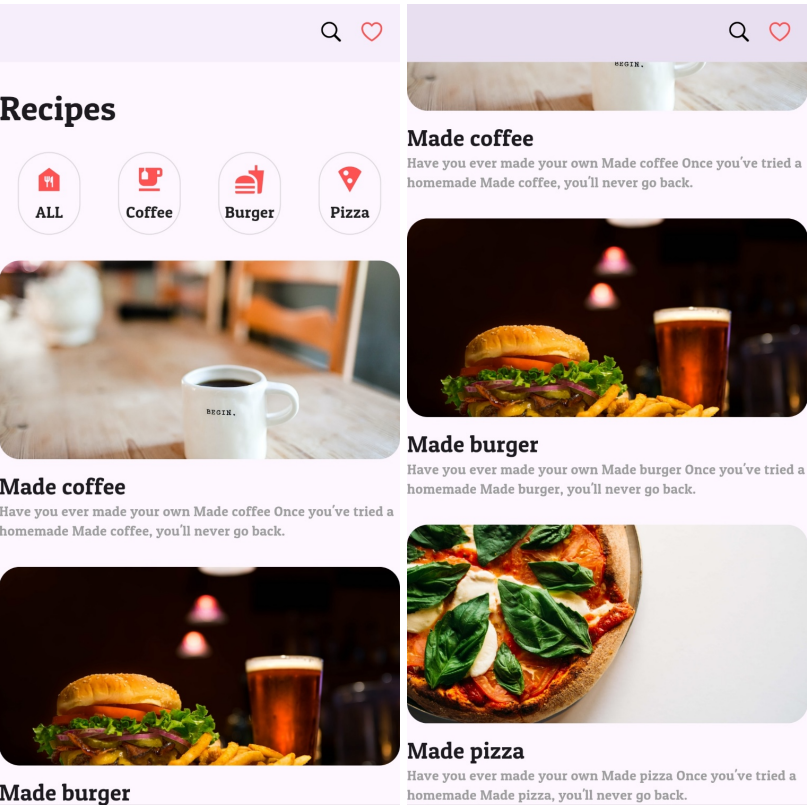 Recipes
ALL
Coffee
Burger
Pizza
BEGIN.
Made coffee
Have you ever made your own Made coffee Once you've tried a
homemade Made coffee, you'll never go back.
Made burger
BEGIN.
Made coffee
Have you ever made your own Made coffee Once you've tried a
homemade Made coffee, you'll never go back.
Made burger
Have you ever made your own Made burger Once you've tried a
homemade Made burger, you'll never go back.
Made pizza
Have you ever made your own Made pizza Once you've tried a
homemade Made pizza, you'll never go back.